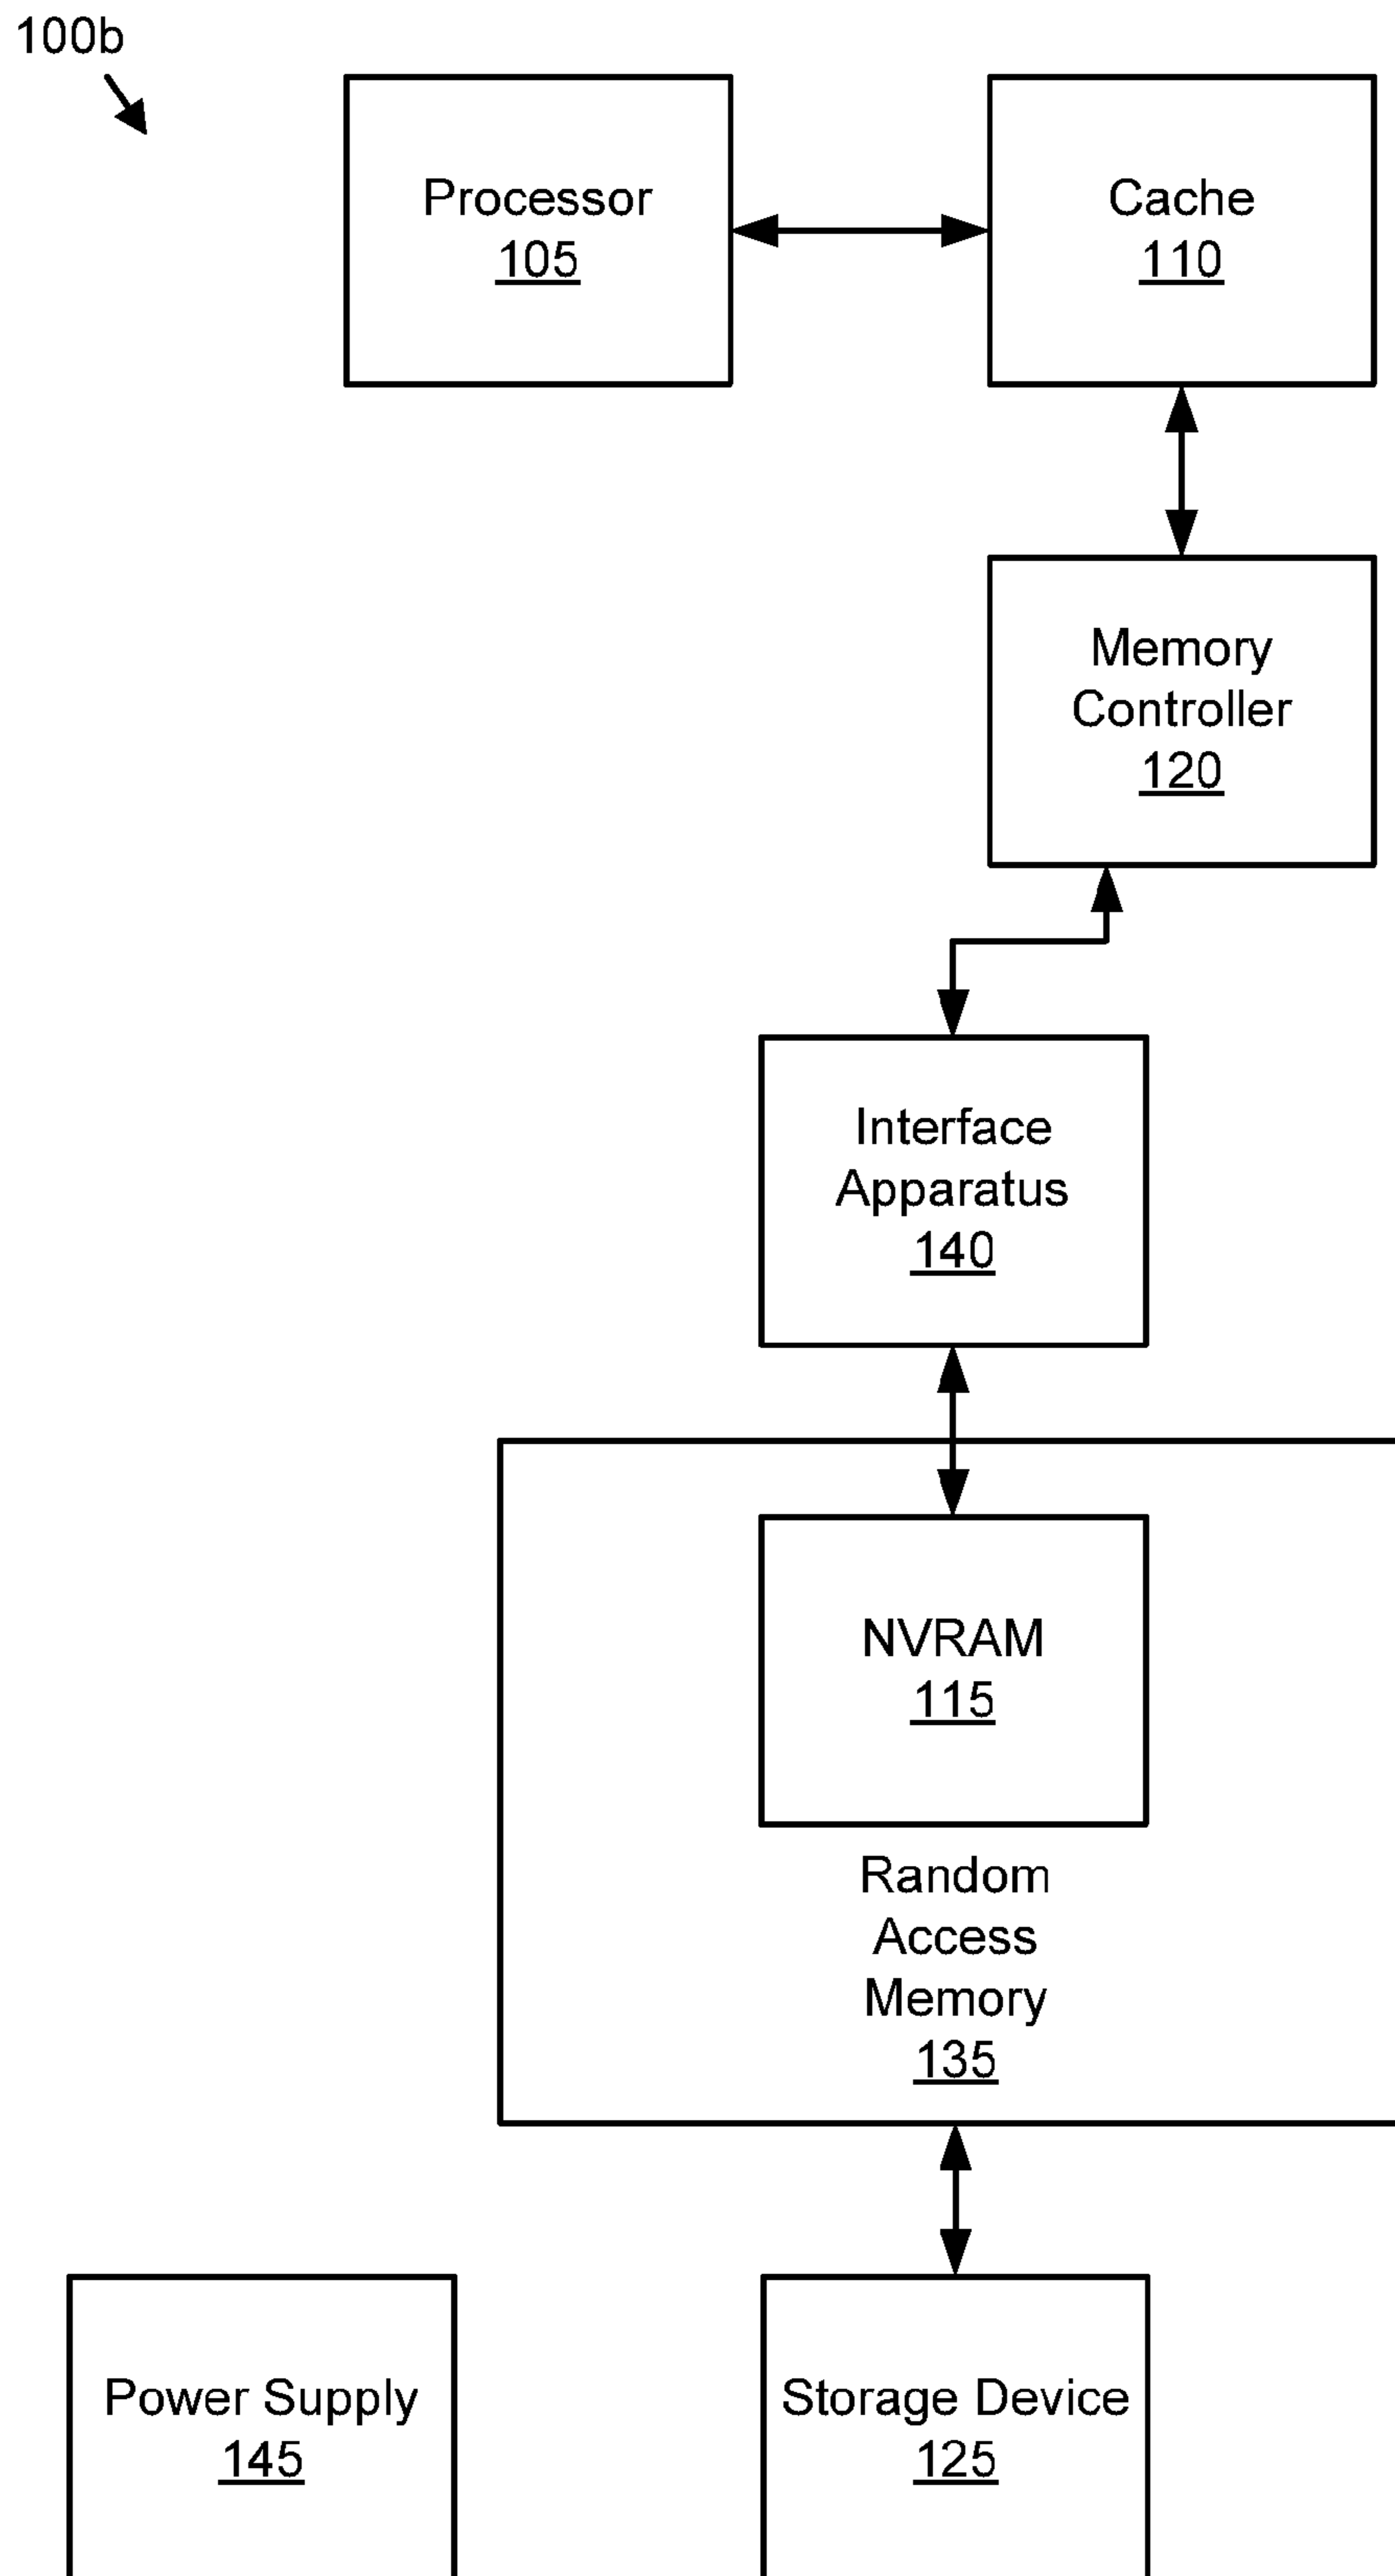 100b
Processor
105
Cache
110
Memory
Controller
120
Interface
Apparatus
140
NVRAM
115
Random
Access
Memory
135
Power Supply
145
Storage Device
125